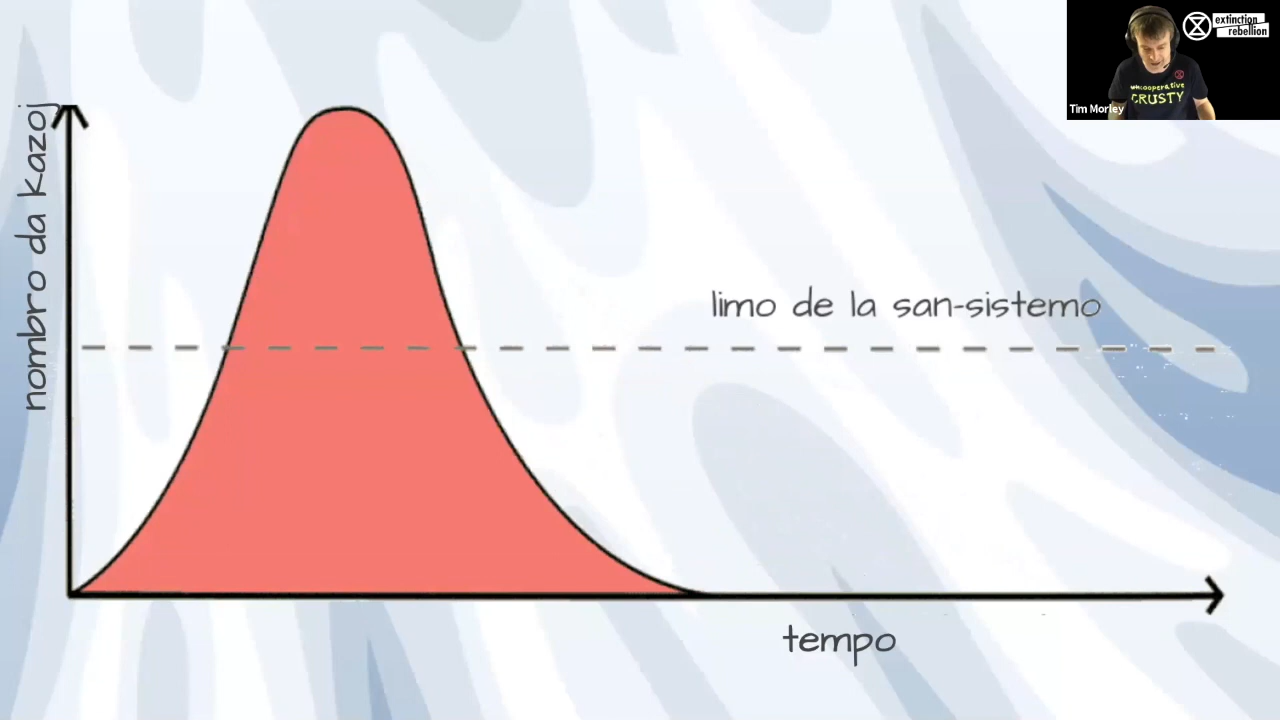 nombro da kazoj
limo de la san-sistemo
tempo
extinction
rebellion
uncooperative
CRUSTY
Tim Morley